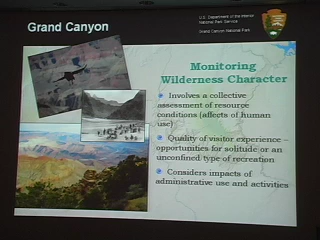 Grand Canyon
U.S. Department of the Interior
National Park Service
Grand Canyon National Park
Monitoring
Wilderness Character
Involves a collective
assessment of resource
conditions (affects of human
use)
Quality of visitor experience –
opportunities for solitude or an
unconfined type of recreation
Considers impacts of
administrative use and activities